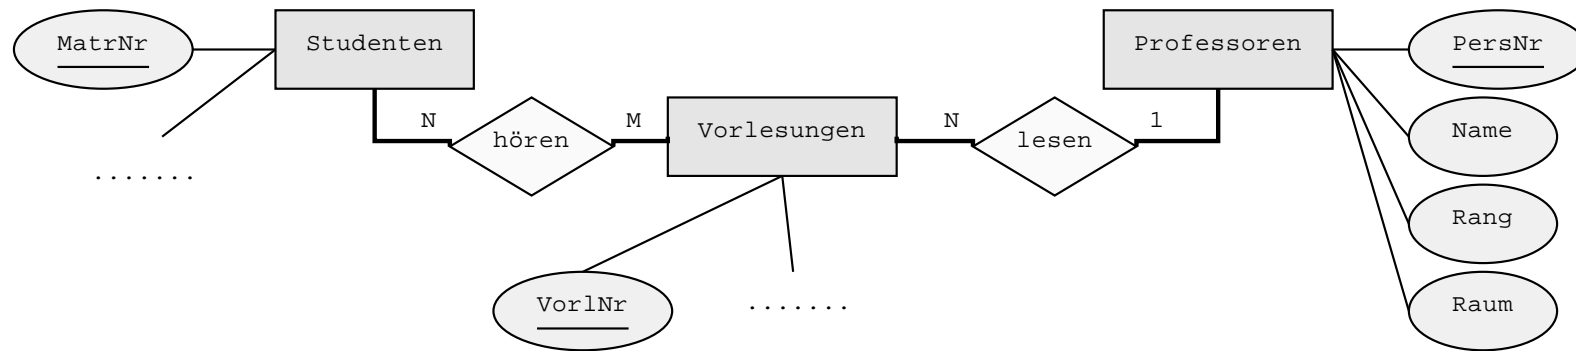 MatrNr
Studenten
Professoren
PersNr
N
hören
M
Vorlesungen
N
lesen
1
Name
.......
Rang
VorlNr
.......
Raum